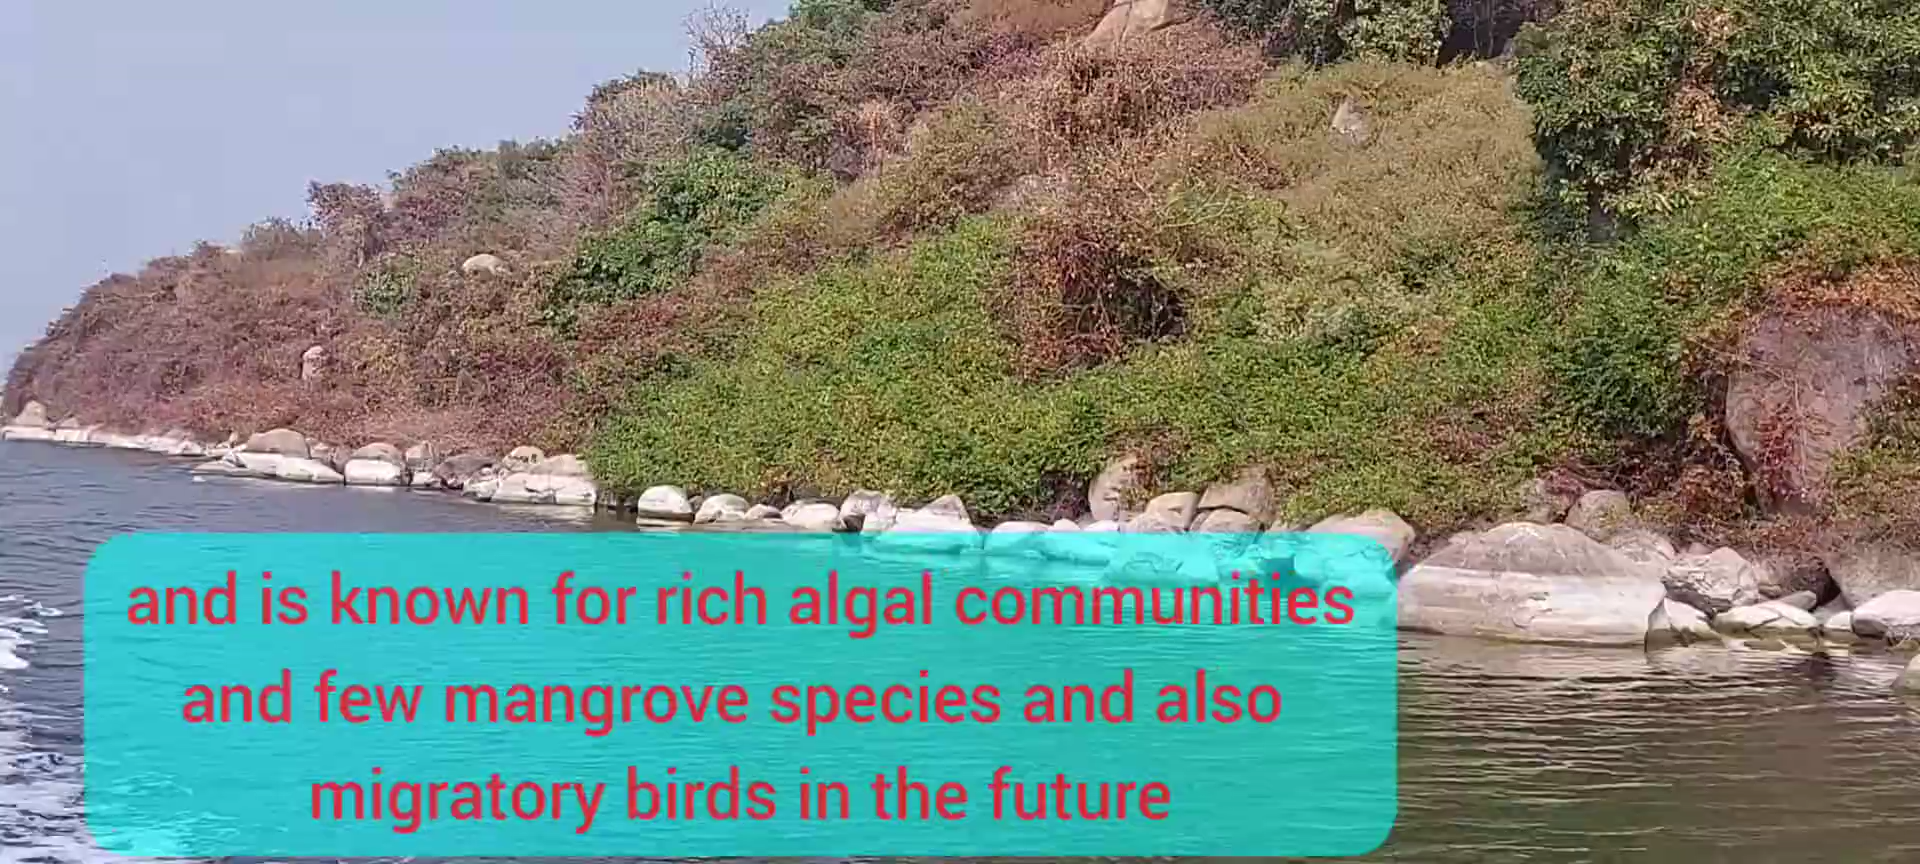 and is known for rich algal communities
and few mangrove species and also
migratory birds in the future